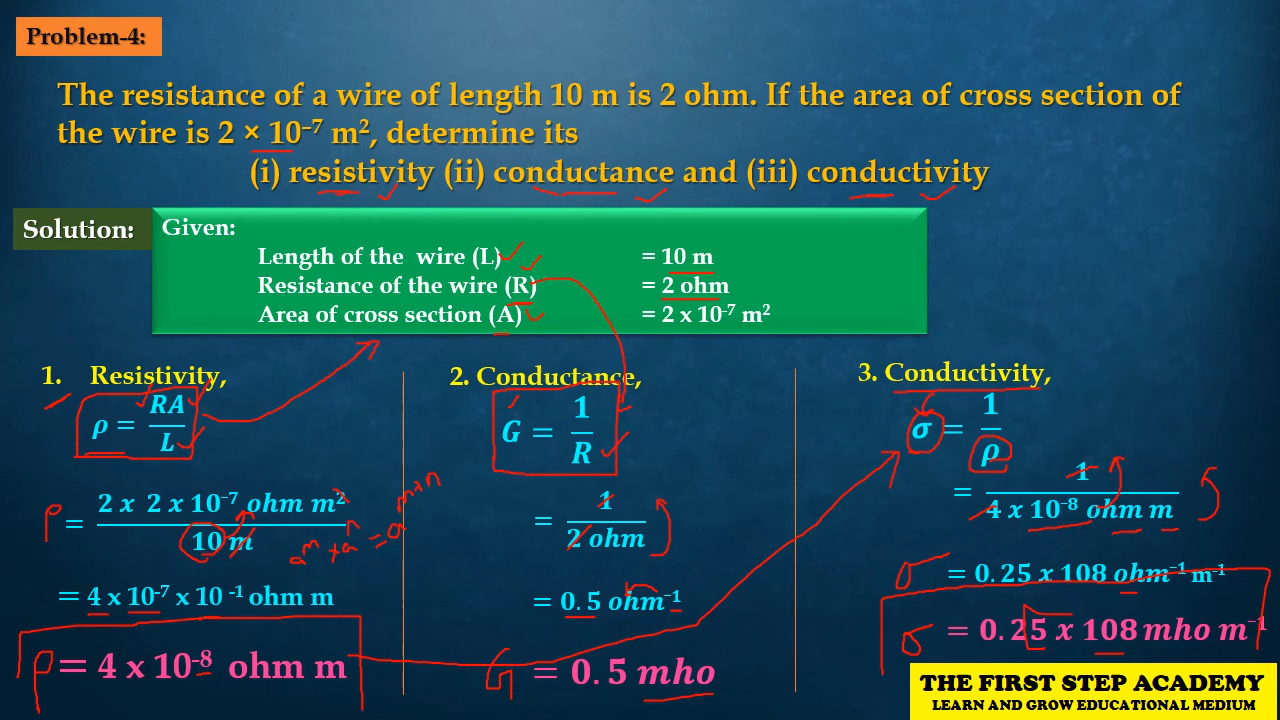 Problem-4:
The resistance of a wire of length 10 m is 2 ohm. If the area of cross section of
the wire is 2 × 10⁻⁷ m², determine its
(i) resistivity (ii) conductance and (iii) conductivity
Solution:
Given:
Length of the wire (L) = 10 m
Resistance of the wire (R) = 2 ohm
Area of cross section (A) = 2 x 10⁻⁷ m²
1. Resistivity,
ρ = RA / L
ρ = 2 x 2 x 10⁻⁷ ohm m² / 10 m
aᵐ × aⁿ = aᵐ⁺ⁿ
= 4 x 10⁻⁷ x 10⁻¹ ohm m
ρ = 4 x 10⁻⁸ ohm m
2. Conductance,
G = 1 / R
= 1 / 2 ohm
= 0.5 ohm⁻¹
G = 0.5 mho
3. Conductivity,
σ = 1 / ρ
= 1 / 4 x 10⁻⁸ ohm m
σ = 0.25 x 108 ohm⁻¹ m⁻¹
σ = 0.25 x 108 mho m⁻¹
THE FIRST STEP ACADEMY
LEARN AND GROW EDUCATIONAL MEDIUM